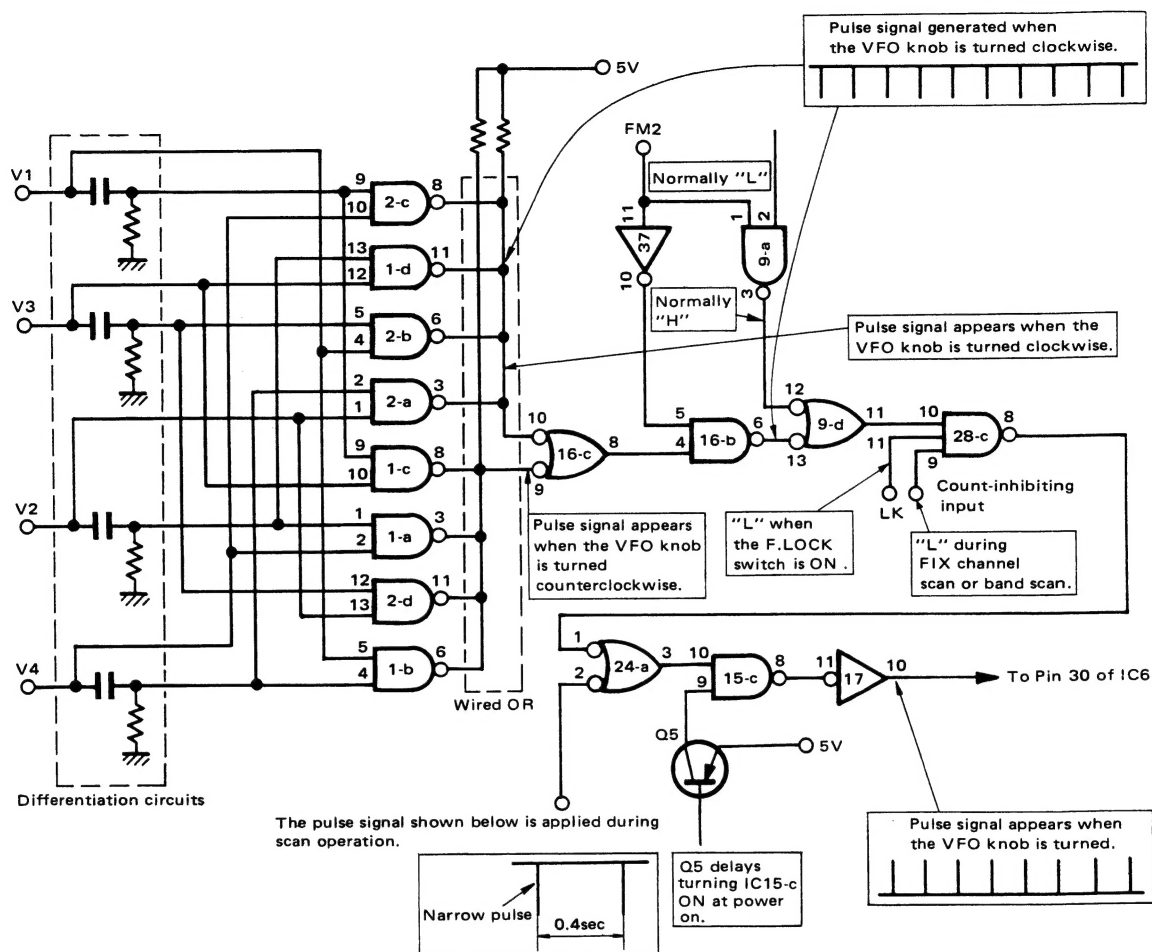 Pulse signal generated when
the VFO knob is turned clockwise.
5V
FM2
Normally "L"
V1
9
10
2-c
8
11
37
10
1
2
9-a
3
13
12
1-d
11
Normally
"H"
V3
5
4
2-b
6
Pulse signal appears when the
VFO knob is turned clockwise.
2
1
2-a
3
12
13
9-d
11
10
11
9
28-c
8
10
9
16-c
8
5
4
16-b
6
9
10
1-c
8
LK
Count-inhibiting
input
V2
1
2
1-a
3
Pulse signal appears
when the VFO knob
is turned
counterclockwise.
"L" when
the F.LOCK
switch is ON .
"L" during
FIX channel
scan or band scan.
12
13
2-d
11
5
4
1-b
6
V4
Wired OR
1
2
24-a
3
10
9
15-c
8
11
17
10
To Pin 30 of IC6
Q5
5V
Differentiation circuits
The pulse signal shown below is applied during
scan operation.
Narrow pulse
0.4sec
Q5 delays
turning IC15-c
ON at power
on.
Pulse signal appears when
the VFO knob is turned.